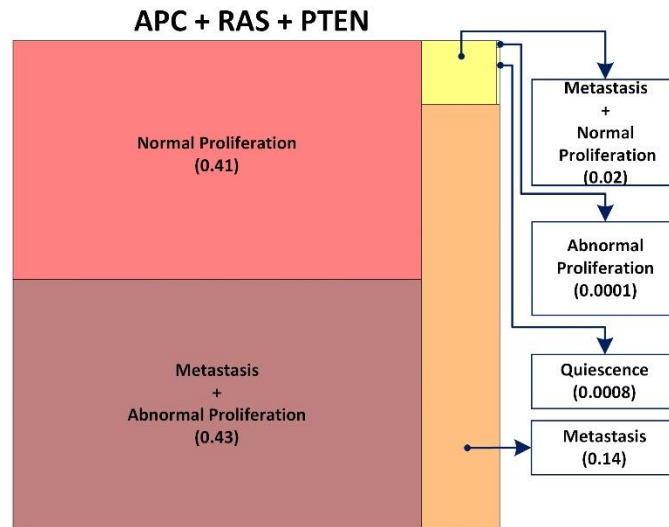 APC + RAS + PTEN
Normal Proliferation
(0.41)
Metastasis
+
Abnormal Proliferation
(0.43)
Metastasis
+
Normal
Proliferation
(0.02)
Abnormal
Proliferation
(0.0001)
Quiescence
(0.0008)
Metastasis
(0.14)